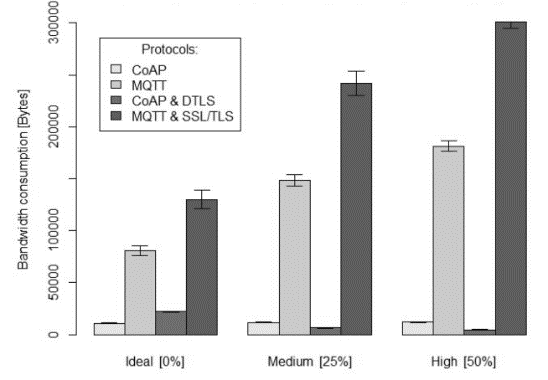 Bandwidth consumption [Bytes]
300000
200000
100000
50000
0
Protocols:
CoAP
MQTT
CoAP & DTLS
MQTT & SSL/TLS
Ideal [0%]
Medium [25%]
High [50%]